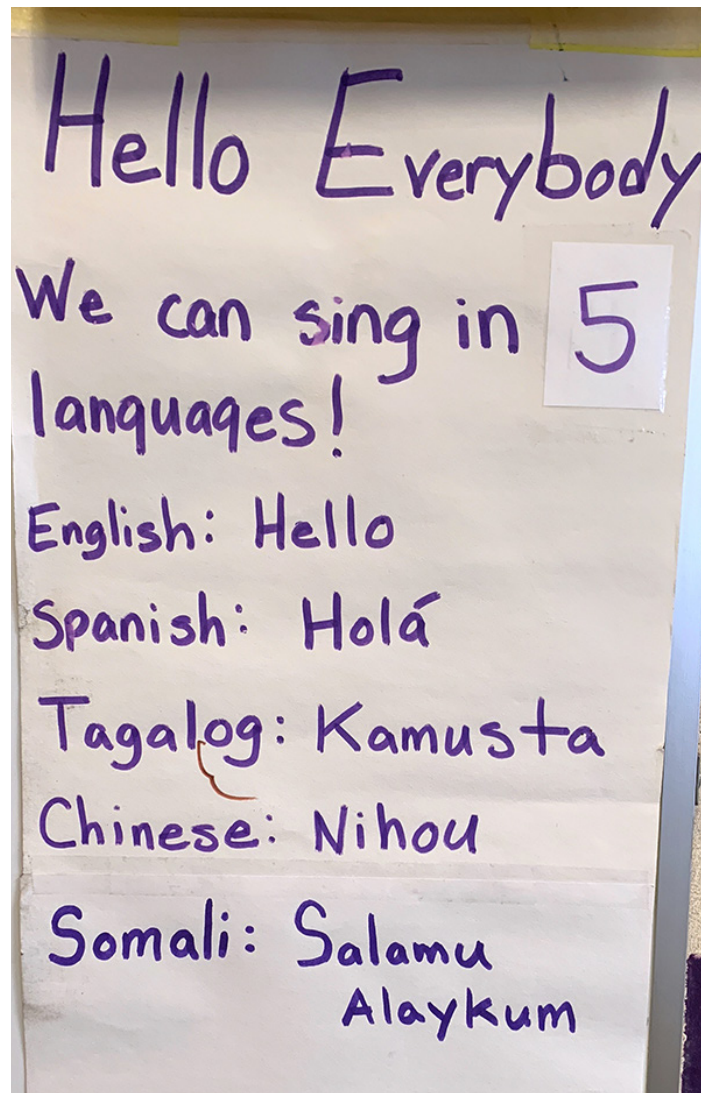 Hello Everybody
We can sing in 5
languages!
English: Hello
Spanish: Holá
Tagalog: Kamusta
Chinese: Nihou
Somali: Salamu
Alaykum